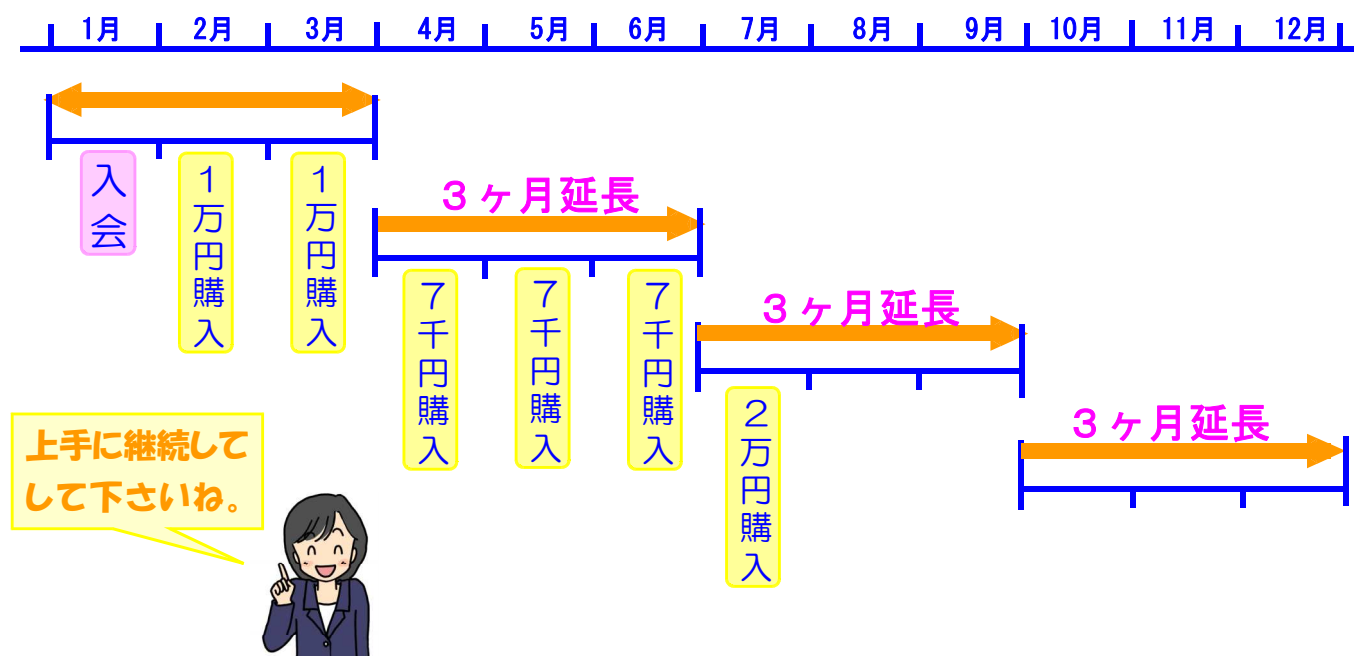 1月 2月 3月 4月 5月 6月 7月 8月 9月 10月 11月 12月
入会
1万円購入
1万円購入
3ヶ月延長
7千円購入
7千円購入
7千円購入
3ヶ月延長
2万円購入
3ヶ月延長
上手に継続して
して下さいね。